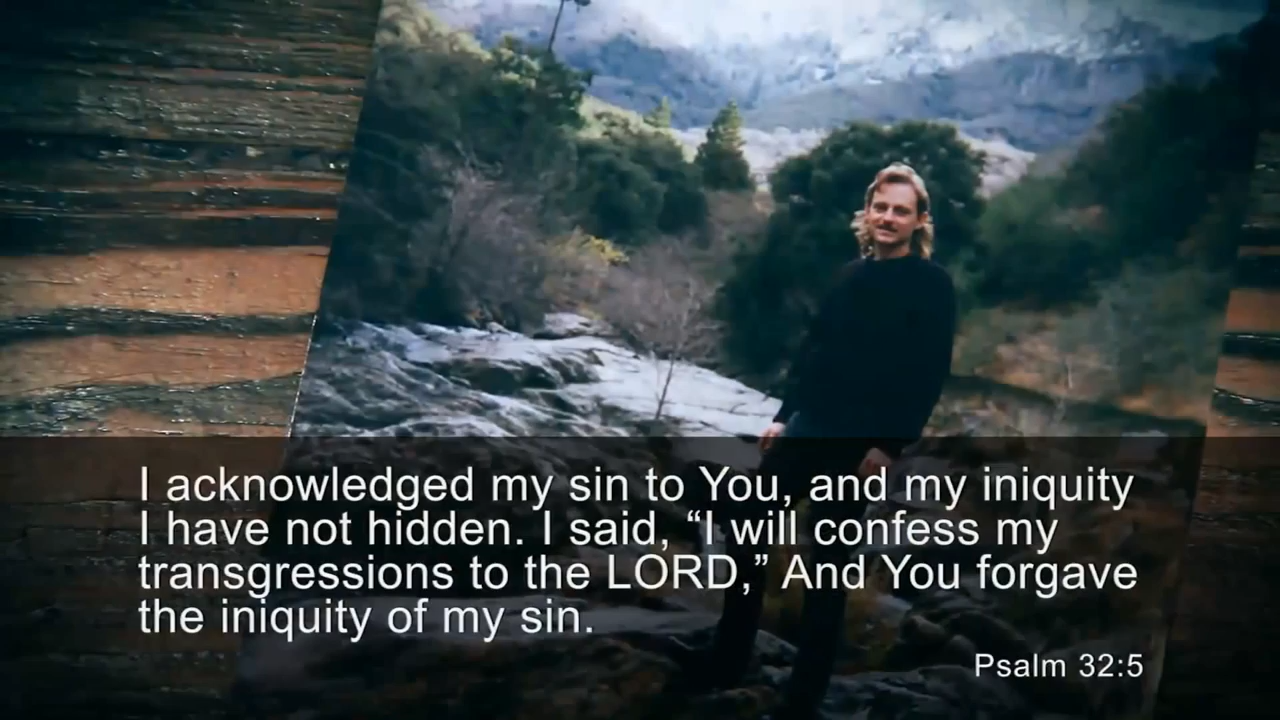 I acknowledged my sin to You, and my iniquity
I have not hidden. I said, “I will confess my
transgressions to the LORD,” And You forgave
the iniquity of my sin.
Psalm 32:5